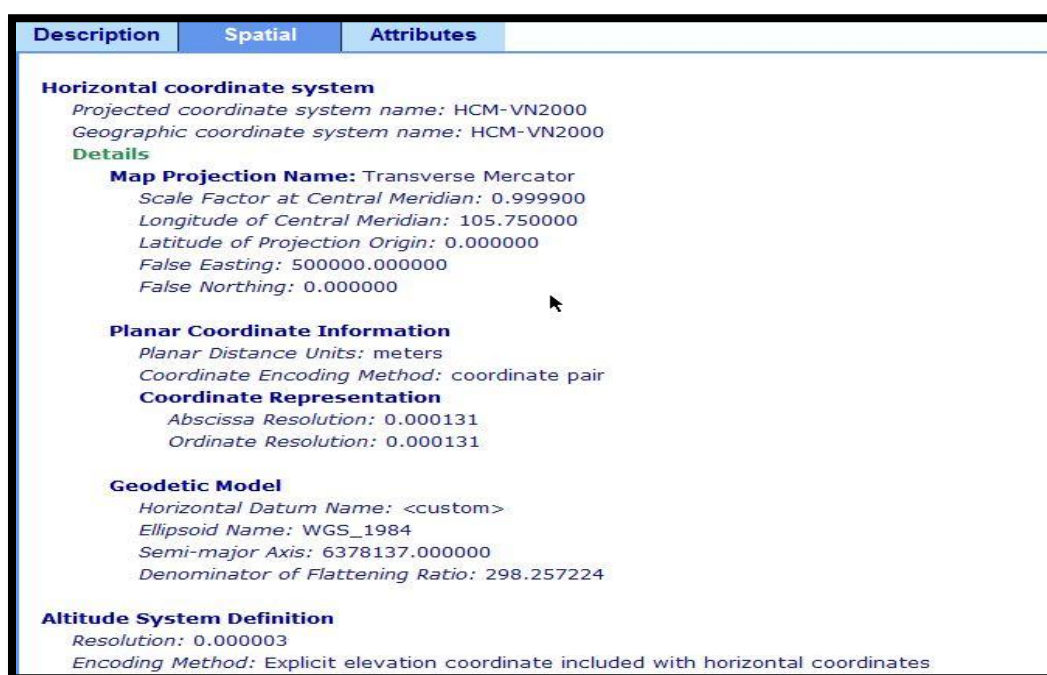 Description Spatial Attributes
Horizontal coordinate system
Projected coordinate system name: HCM-VN2000
Geographic coordinate system name: HCM-VN2000
Details
Map Projection Name: Transverse Mercator
Scale Factor at Central Meridian: 0.999900
Longitude of Central Meridian: 105.750000
Latitude of Projection Origin: 0.000000
False Easting: 500000.000000
False Northing: 0.000000
Planar Coordinate Information
Planar Distance Units: meters
Coordinate Encoding Method: coordinate pair
Coordinate Representation
Abscissa Resolution: 0.000131
Ordinate Resolution: 0.000131
Geodetic Model
Horizontal Datum Name: <custom>
Ellipsoid Name: WGS_1984
Semi-major Axis: 6378137.000000
Denominator of Flattening Ratio: 298.257224
Altitude System Definition
Resolution: 0.000003
Encoding Method: Explicit elevation coordinate included with horizontal coordinates